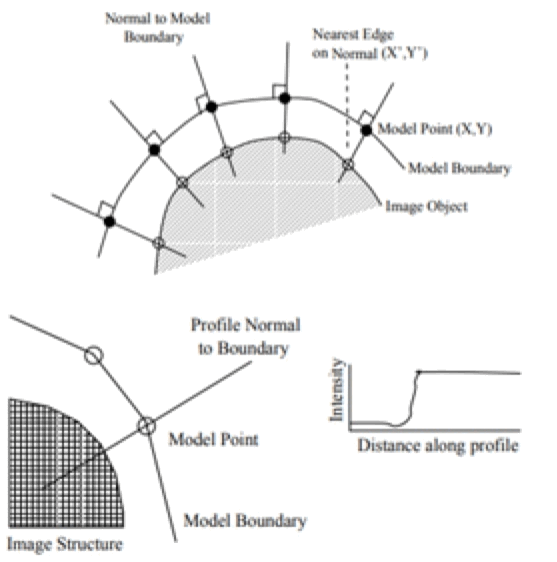 Normal to Model
Boundary
Nearest Edge
on Normal (X',Y')
Model Point (X,Y)
Model Boundary
Image Object
Profile Normal
to Boundary
Model Point
Model Boundary
Image Structure
Intensity
Distance along profile